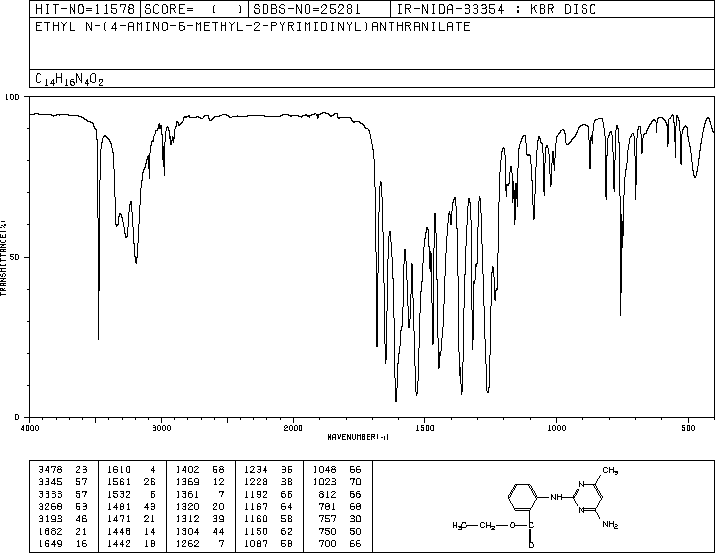 HIT-NO=11578 SCORE= ( ) SDBS-NO=25281 IR-NIDA-33354 : KBR DISC
ETHYL N-(4-AMINO-6-METHYL-2-PYRIMIDINYL)ANTHRANILATE
C14H16N4O2
100
50
0
TRANSMITTANCE(%)
4000 3000 2000 1500 1000 500
WAVENUMBER(-1)
3478 23 1610 4 1402 68 1234 36 1048 66
3345 57 1561 26 1369 12 1228 38 1023 70
3333 57 1532 6 1361 7 1192 66 812 66
3268 53 1481 43 1320 20 1167 64 781 68
3193 46 1471 21 1312 39 1160 58 757 30
1682 21 1448 14 1304 44 1150 62 750 50
1649 16 1442 18 1262 7 1087 58 700 66
CH3
NH
N
N
NH2
H3C
CH2
O
C
O